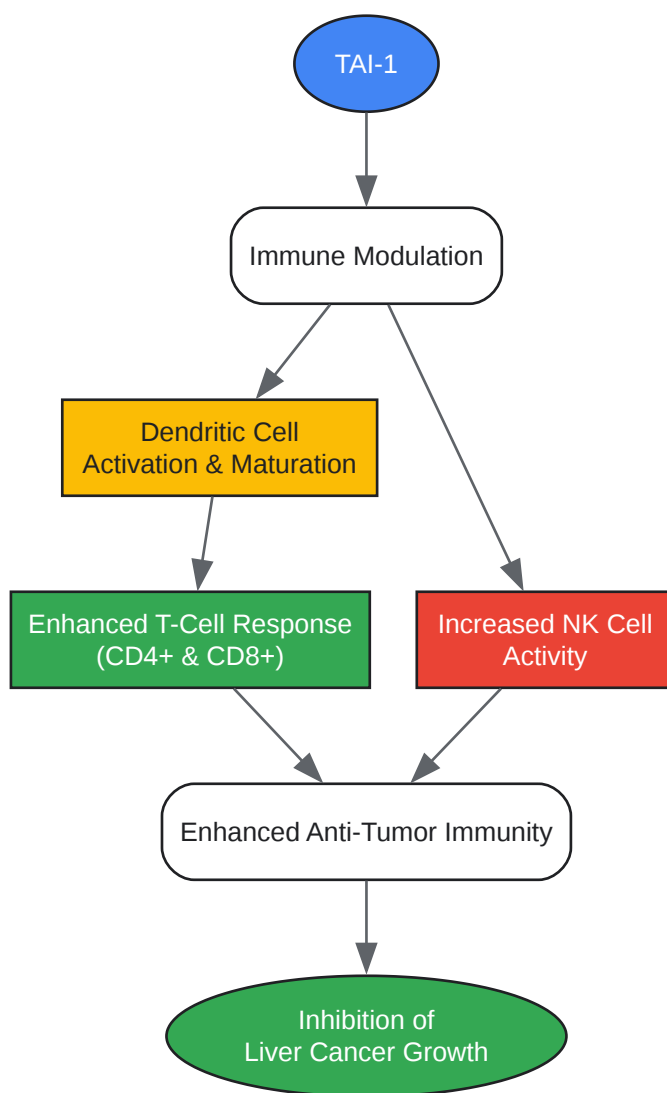 TAI-1
Immune Modulation
Dendritic Cell
Activation & Maturation
Enhanced T-Cell Response
(CD4+ & CD8+)
Increased NK Cell
Activity
Enhanced Anti-Tumor Immunity
Inhibition of
Liver Cancer Growth